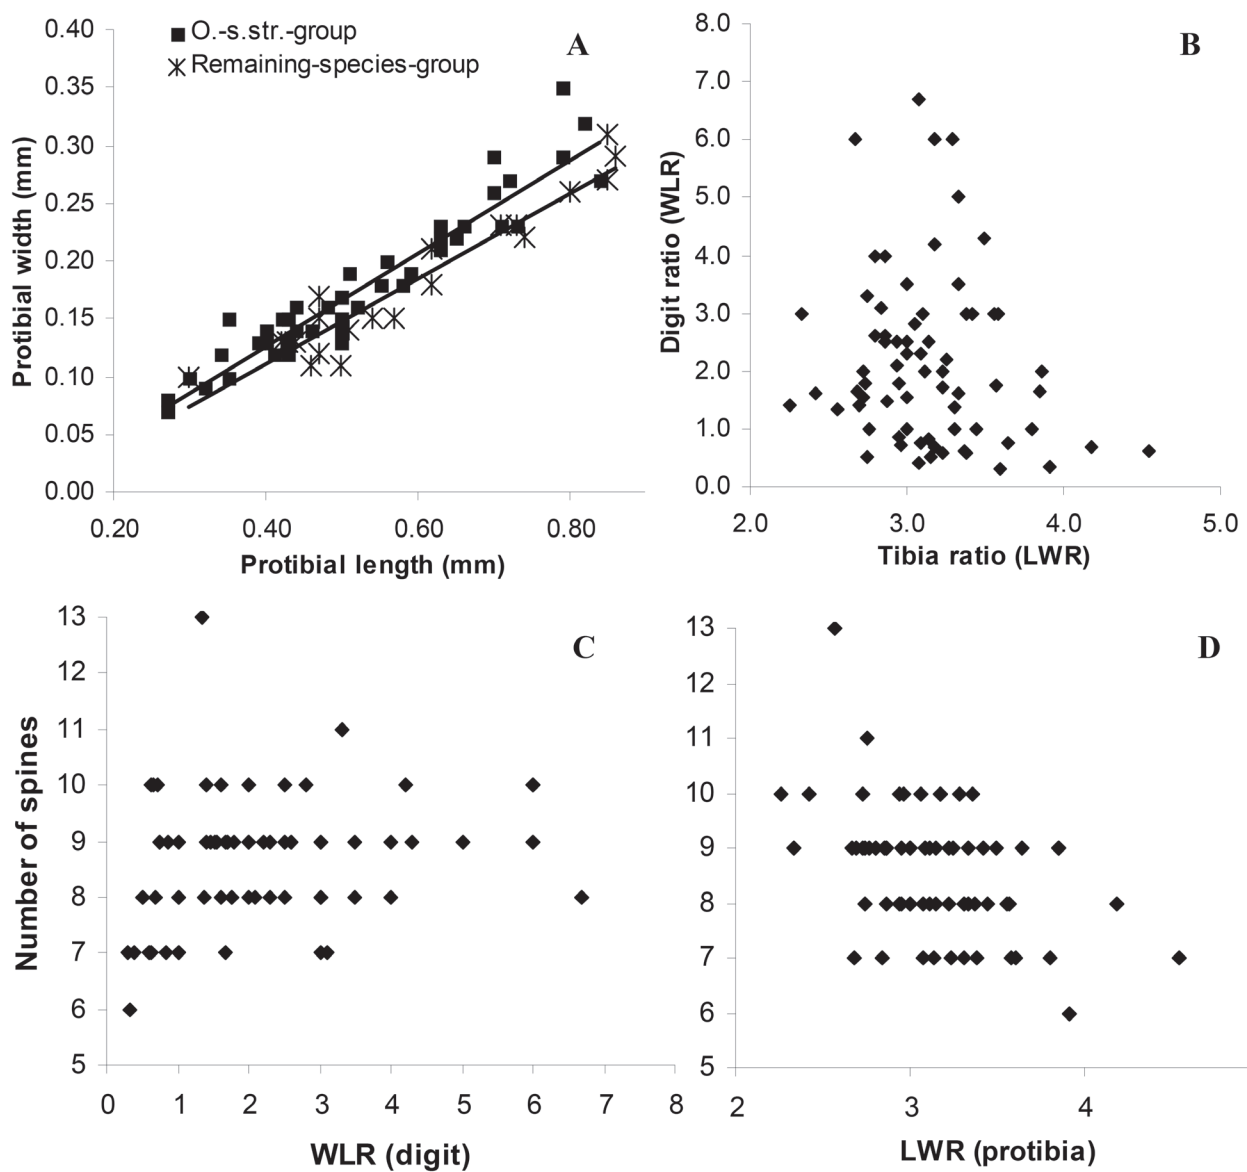 O.-s.str.-group
Remaining-species-group
A
0.40
0.35
0.30
0.25
0.20
0.15
0.10
0.05
0.00
Protibial width (mm)
0.20 0.40 0.60 0.80
Protibial length (mm)
B
8.0
7.0
6.0
5.0
4.0
3.0
2.0
1.0
0.0
Digit ratio (WLR)
2.0 3.0 4.0 5.0
Tibia ratio (LWR)
C
13
12
11
10
9
8
7
6
5
Number of spines
0 1 2 3 4 5 6 7 8
WLR (digit)
D
13
12
11
10
9
8
7
6
5
2 3 4
LWR (protibia)